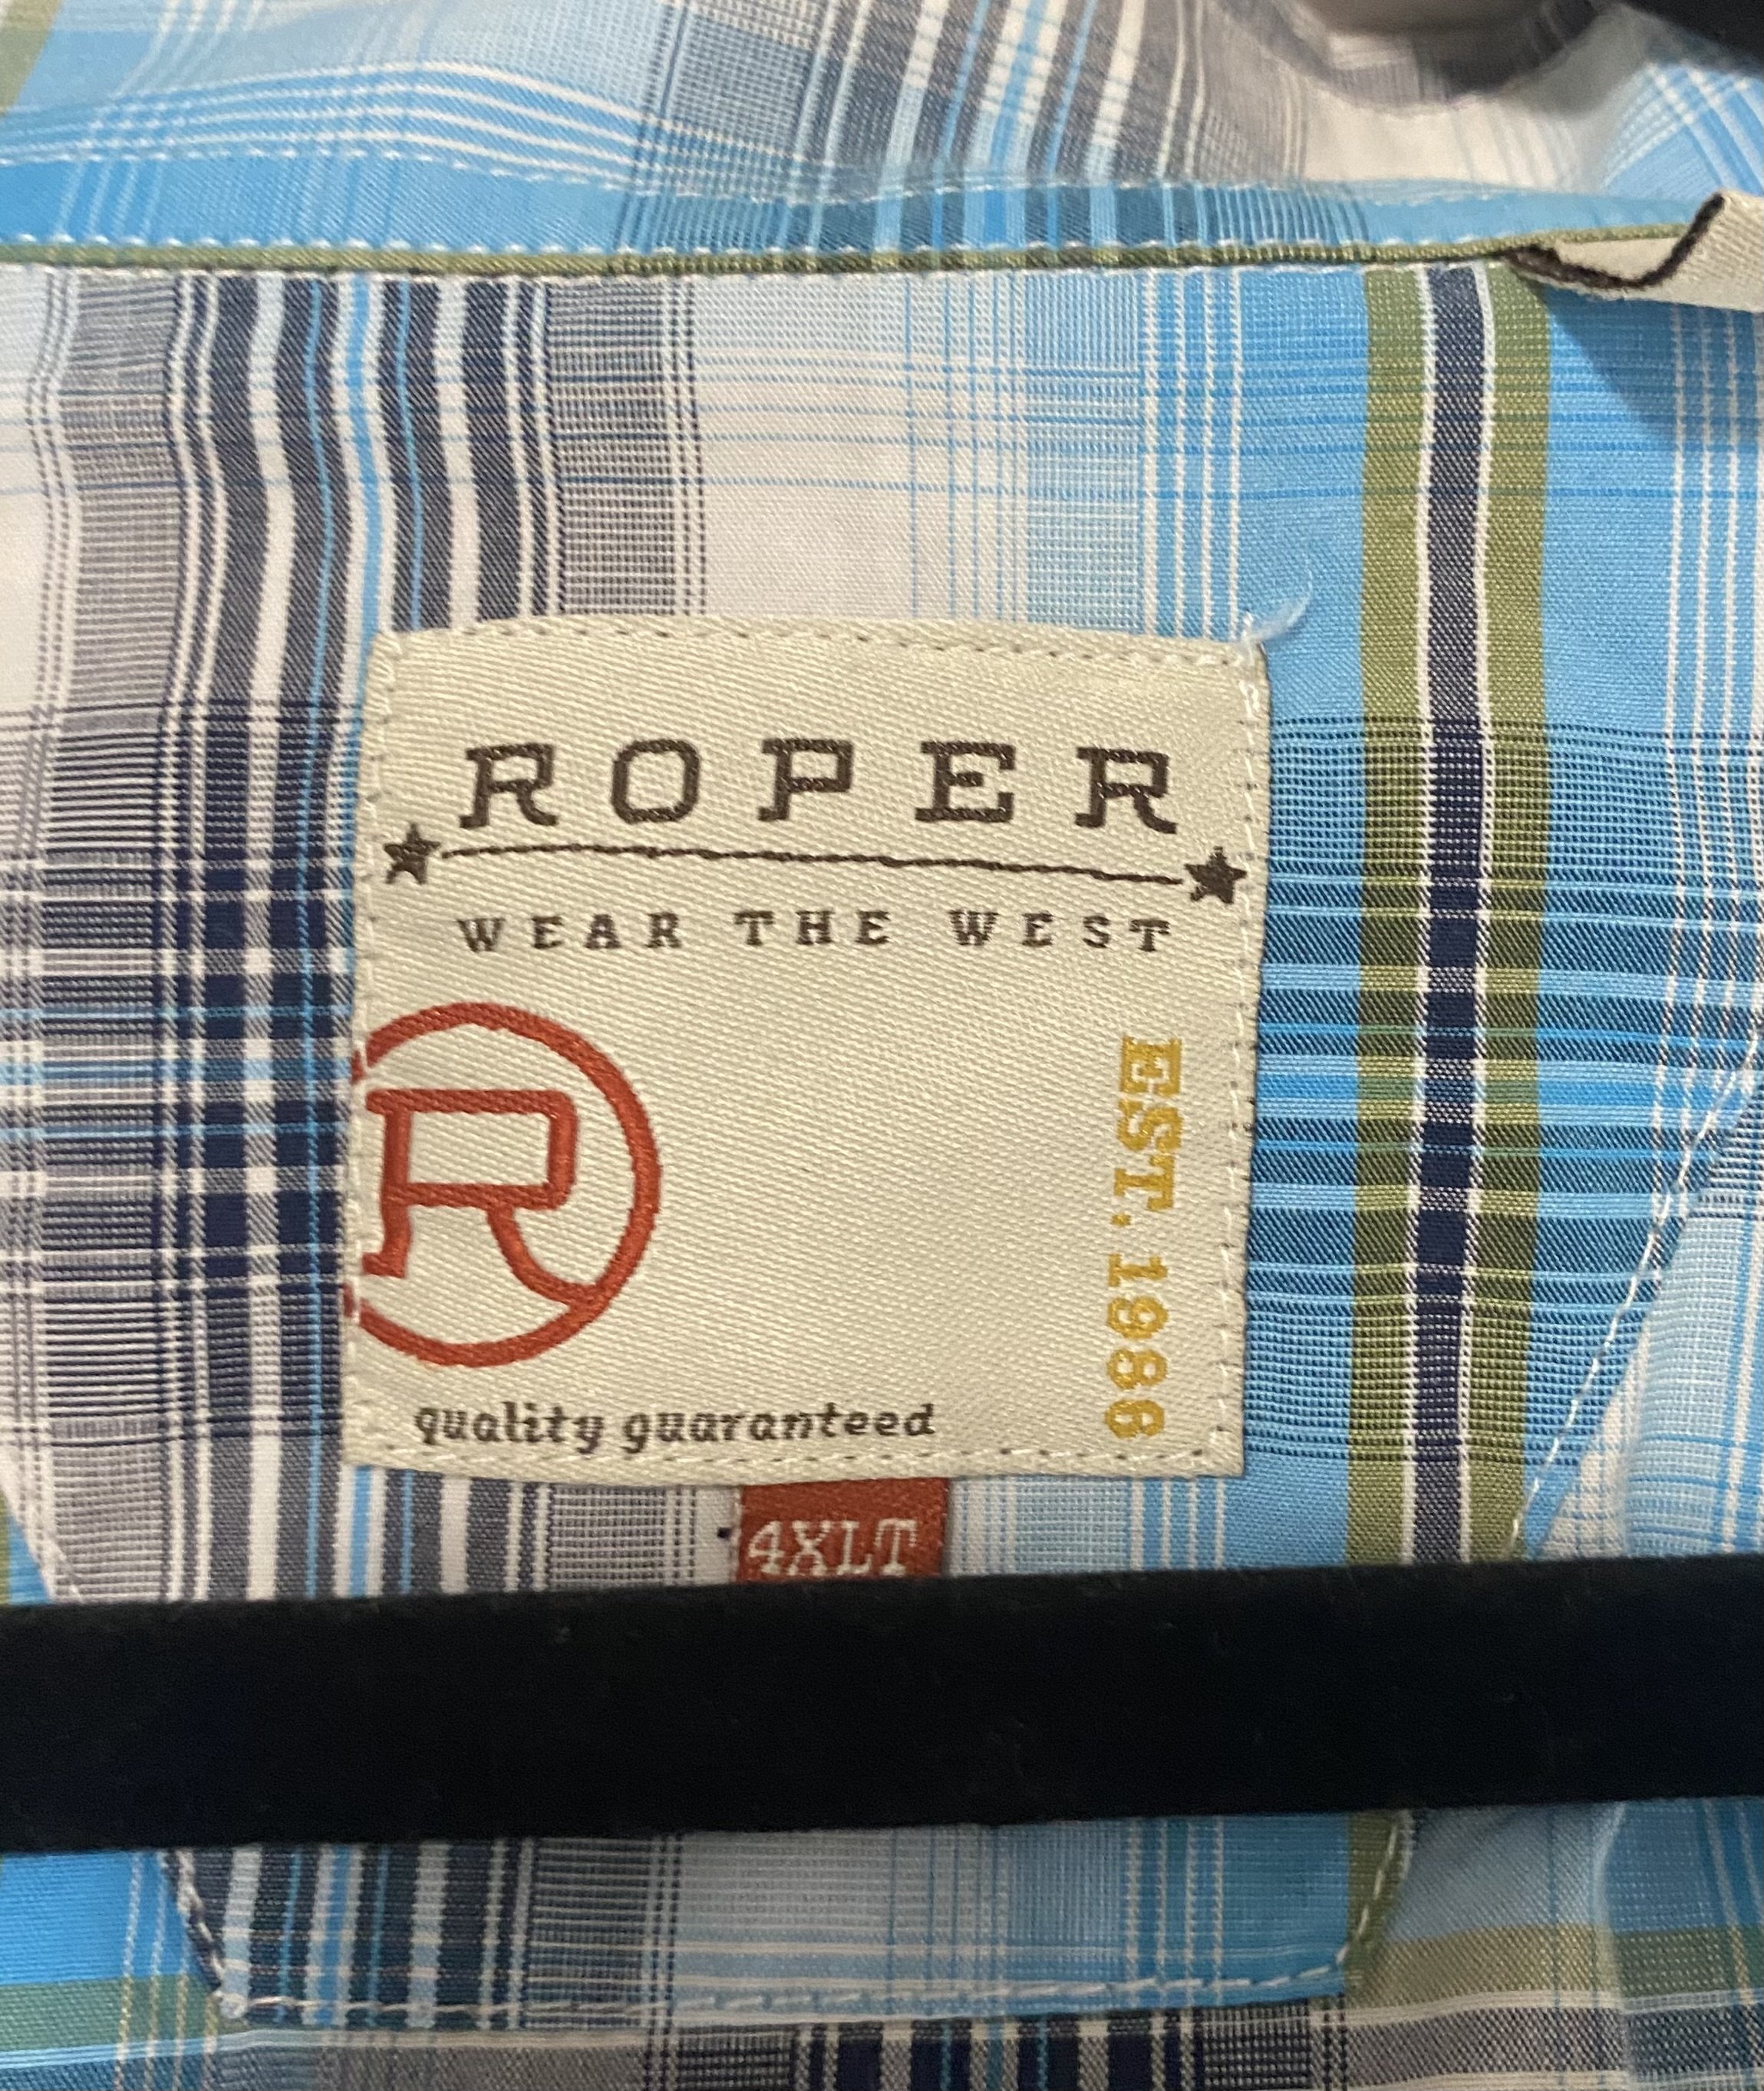 ROPER
WEAR THE WEST
R
EST. 1986
quality guaranteed
4XLT